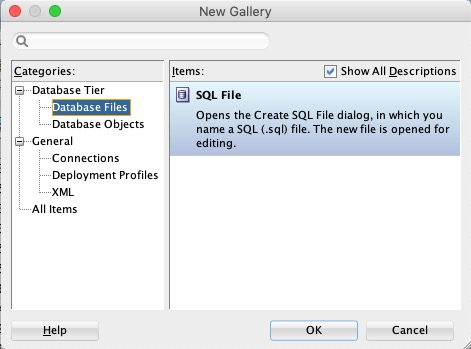 New Gallery
Categories:
Database Tier
Database Files
Database Objects
General
Connections
Deployment Profiles
XML
All Items
Items:
Show All Descriptions
SQL File
Opens the Create SQL File dialog, in which you
name a SQL (.sql) file. The new file is opened for
editing.
Help
OK
Cancel